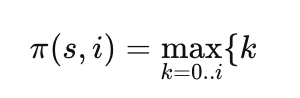 π(s, i) = max{k
k=0..i